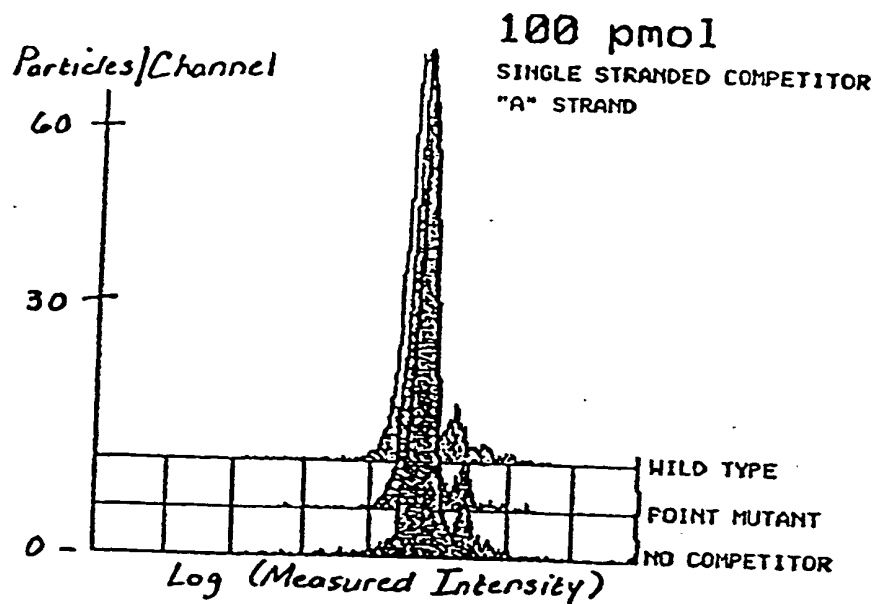 100 pmol
SINGLE STRANDED COMPETITOR
"A" STRAND
Particles/Channel
60
30
0
WILD TYPE
POINT MUTANT
NO COMPETITOR
Log (Measured Intensity)